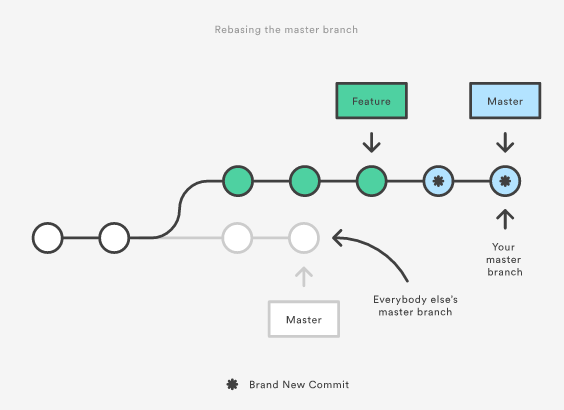 Rebasing the master branch
Feature
Master
Your
master
branch
Everybody else's
master branch
Master
Brand New Commit